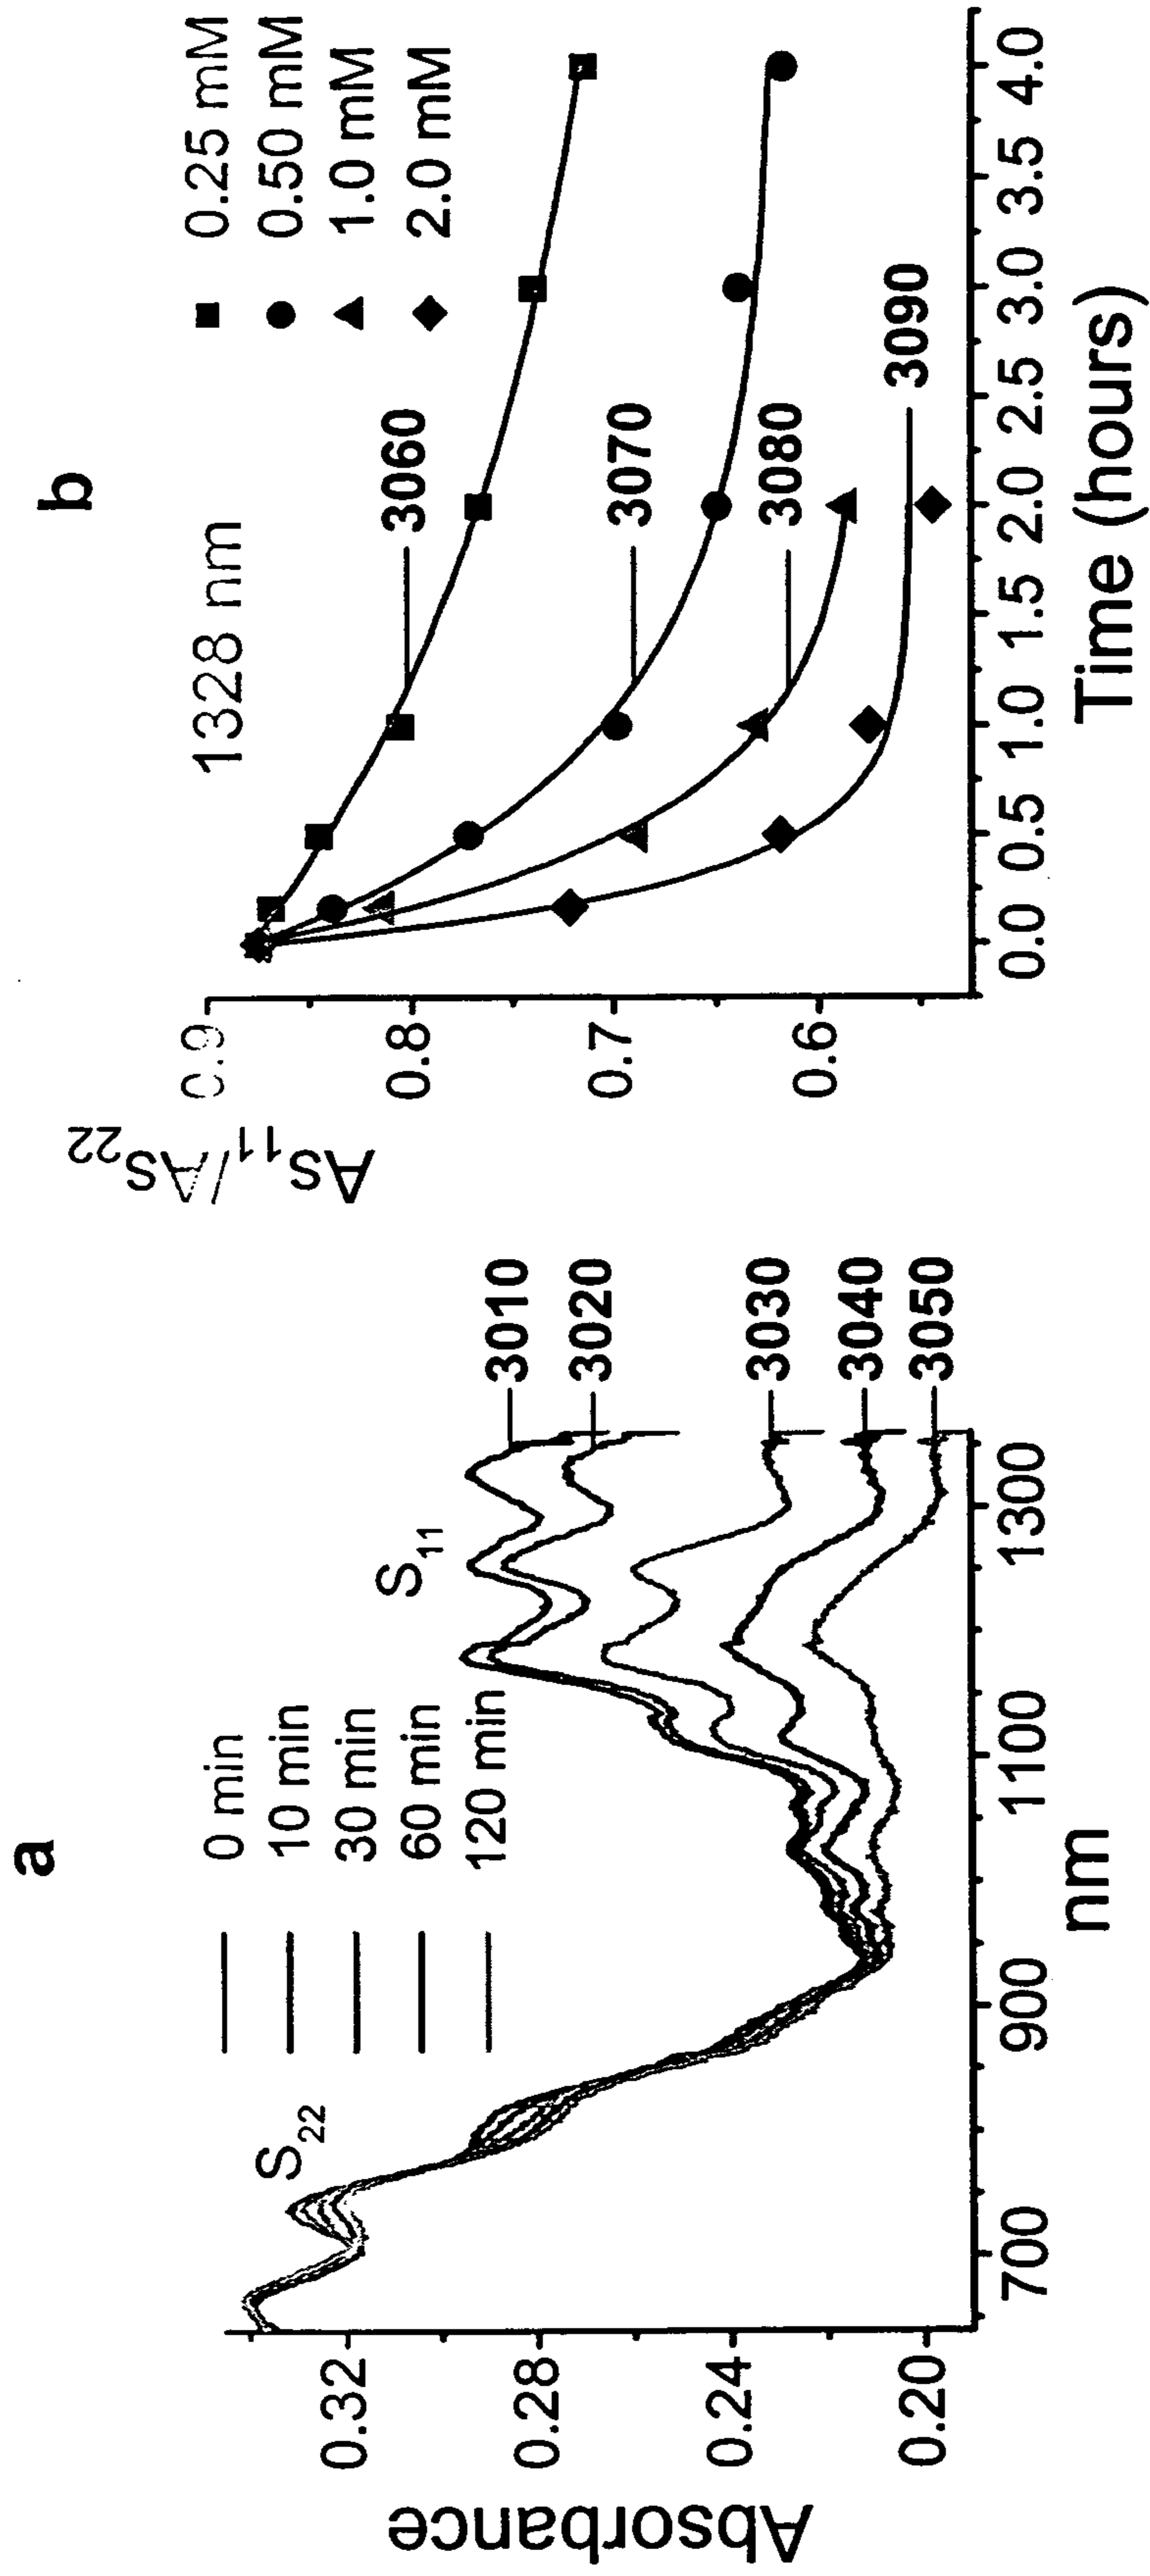 a
0 min
10 min
30 min
60 min
120 min
S22
S11
3010
3020
3030
3040
3050
Absorbance
0.32
0.28
0.24
0.20
700
900
1100
1300
nm
b
1328 nm
0.25 mM
0.50 mM
1.0 mM
2.0 mM
3060
3070
3080
3090
As11/As22
0.9
0.8
0.7
0.6
0.0 0.5 1.0 1.5 2.0 2.5 3.0 3.5 4.0
Time (hours)